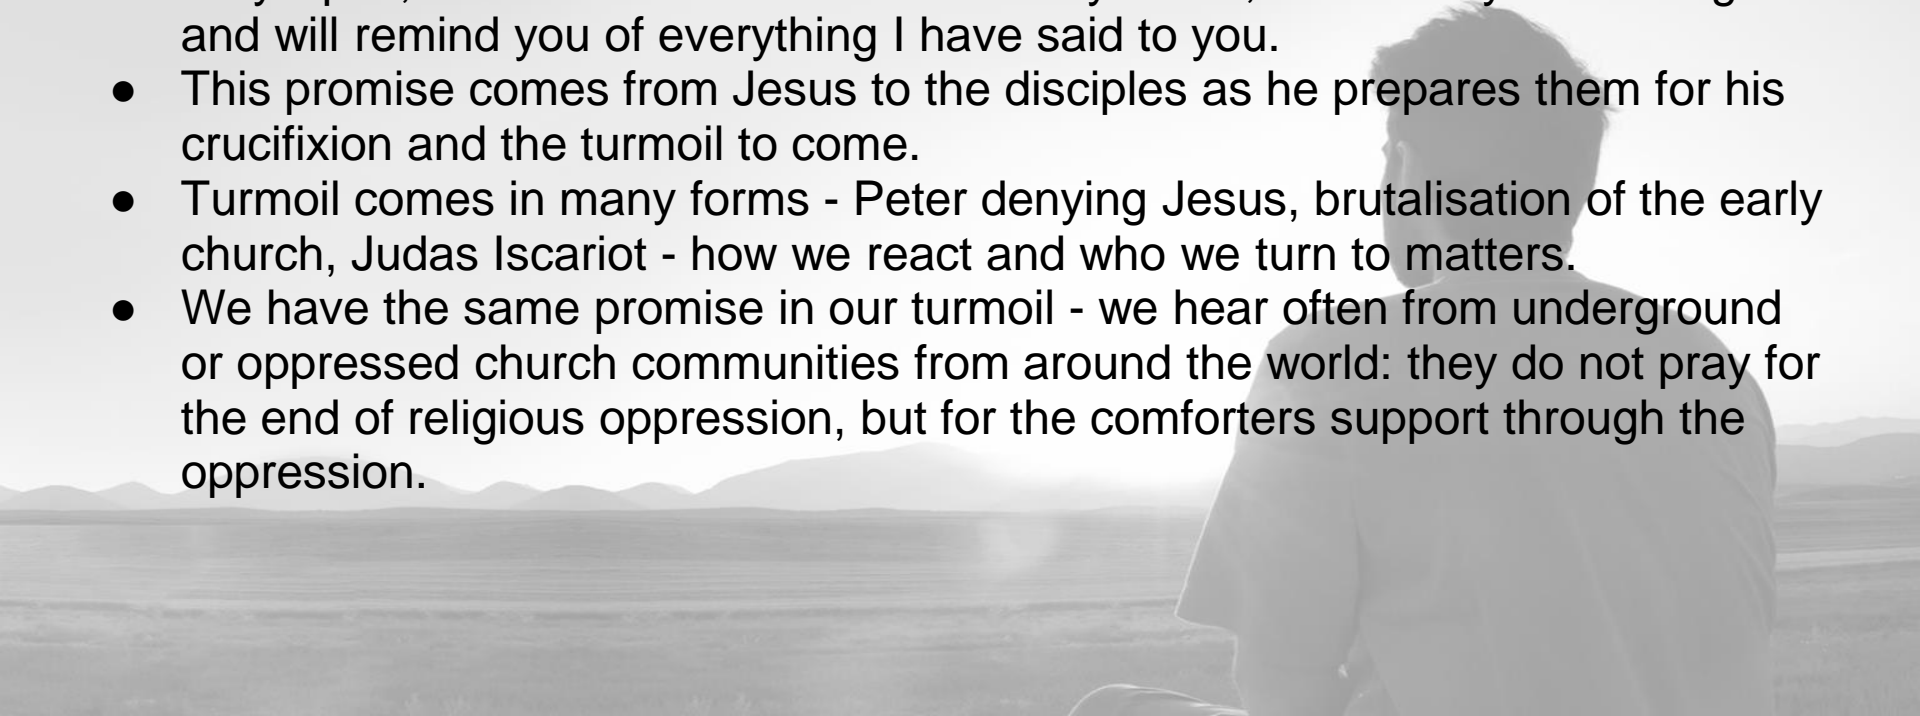 and will remind you of everything I have said to you.
● This promise comes from Jesus to the disciples as he prepares them for his
crucifixion and the turmoil to come.
● Turmoil comes in many forms - Peter denying Jesus, brutalisation of the early
church, Judas Iscariot - how we react and who we turn to matters.
● We have the same promise in our turmoil - we hear often from underground
or oppressed church communities from around the world: they do not pray for
the end of religious oppression, but for the comforters support through the
oppression.